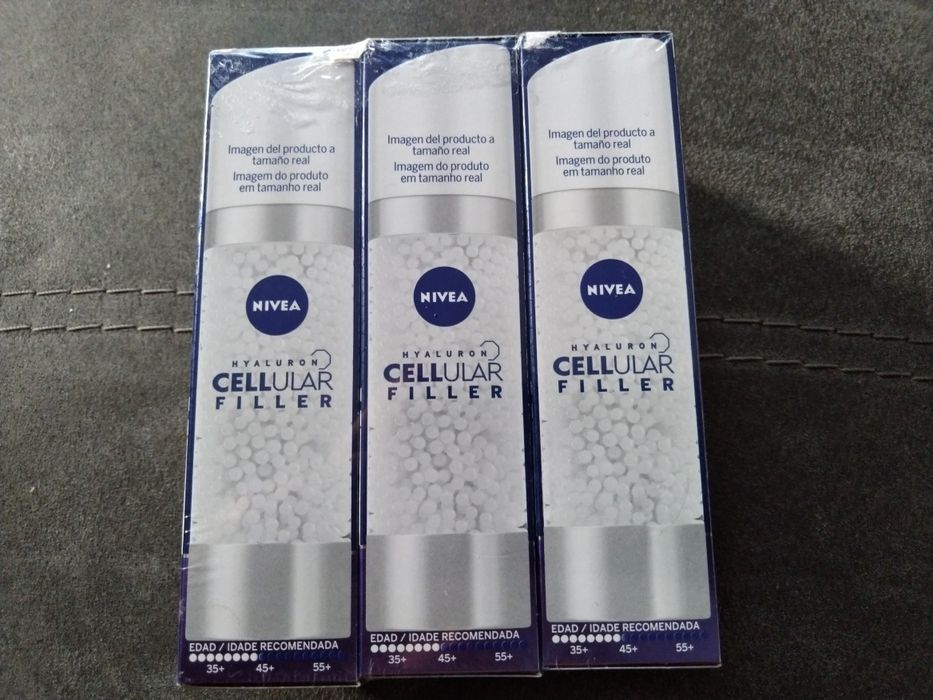 Imagen del producto a
tamaño real
Imagem do produto
em tamanho real
NIVEA
HYALURON
CELLULAR
FILLER
EDAD / IDADE RECOMENDADA
35+ 45+ 55+
Imagen del producto a
tamaño real
Imagem do produto
em tamanho real
NIVEA
HYALURON
CELLULAR
FILLER
EDAD / IDADE RECOMENDADA
35+ 45+ 55+
Imagen del producto a
tamaño real
Imagem do produto
em tamanho real
NIVEA
HYALURON
CELLULAR
FILLER
EDAD / IDADE RECOMENDADA
35+ 45+ 55+